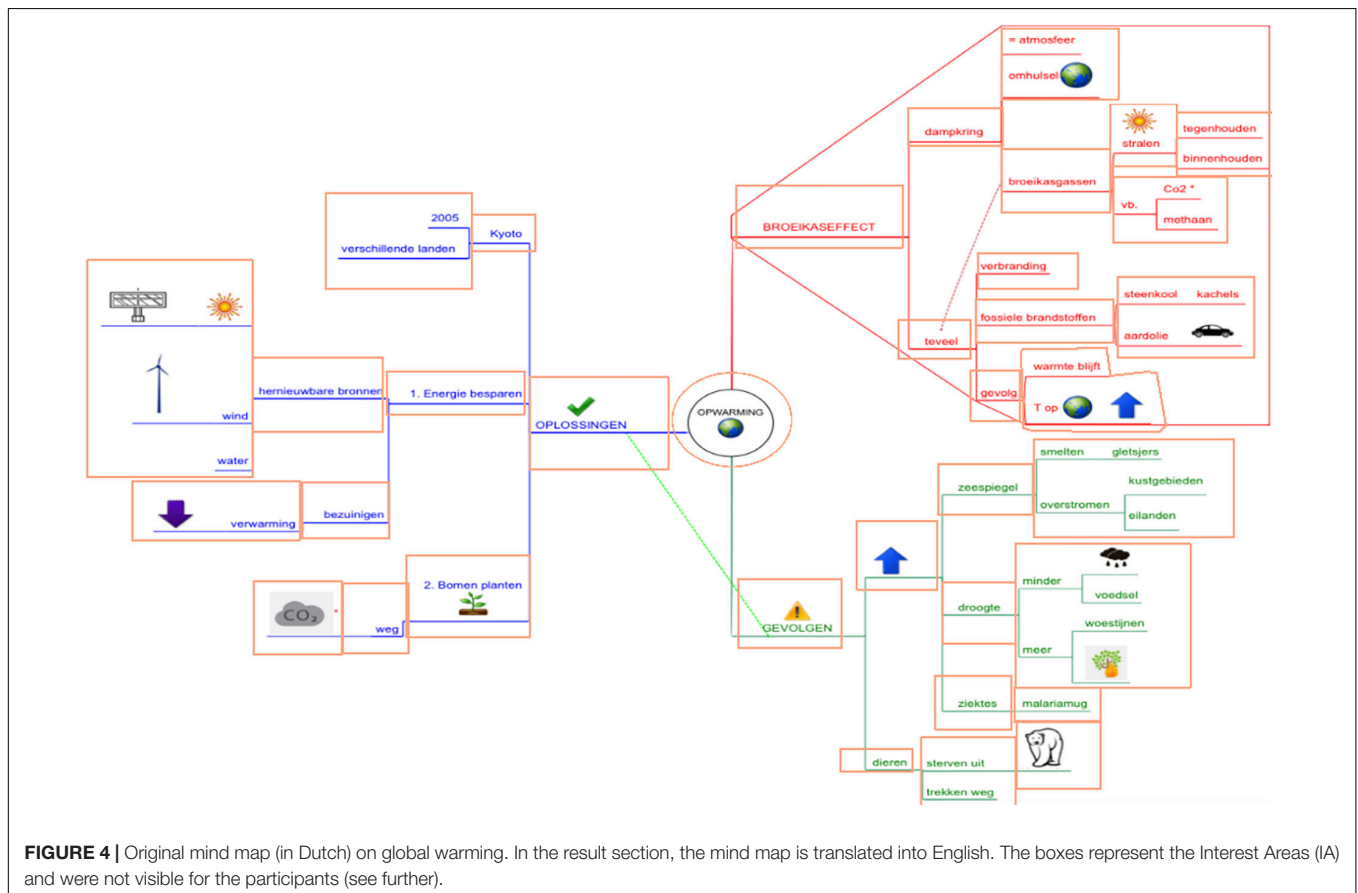 = atmosfeer
omhulsel
dampkring
stralen
tegenhouden
binnenhouden
broeikasgassen
vb.
Co2 *
methaan
BROEIKASEFFECT
verbranding
fossiele brandstoffen
steenkool kachels
aardolie
teveel
gevolg
warmte blijft
T op
2005
Kyoto
verschillende landen
hernieuwbare bronnen
1. Energie besparen
wind
water
OPLOSSINGEN
OPWARMING
verwarming
bezuinigen
2. Bomen planten
CO₂ *
weg
GEVOLGEN
zeespiegel
smelten gletsjers
overstromen
kustgebieden
eilanden
droogte
minder
voedsel
meer
woestijnen
ziektes
malariamug
dieren
sterven uit
trekken weg
FIGURE 4 | Original mind map (in Dutch) on global warming. In the result section, the mind map is translated into English. The boxes represent the Interest Areas (IA)
and were not visible for the participants (see further).